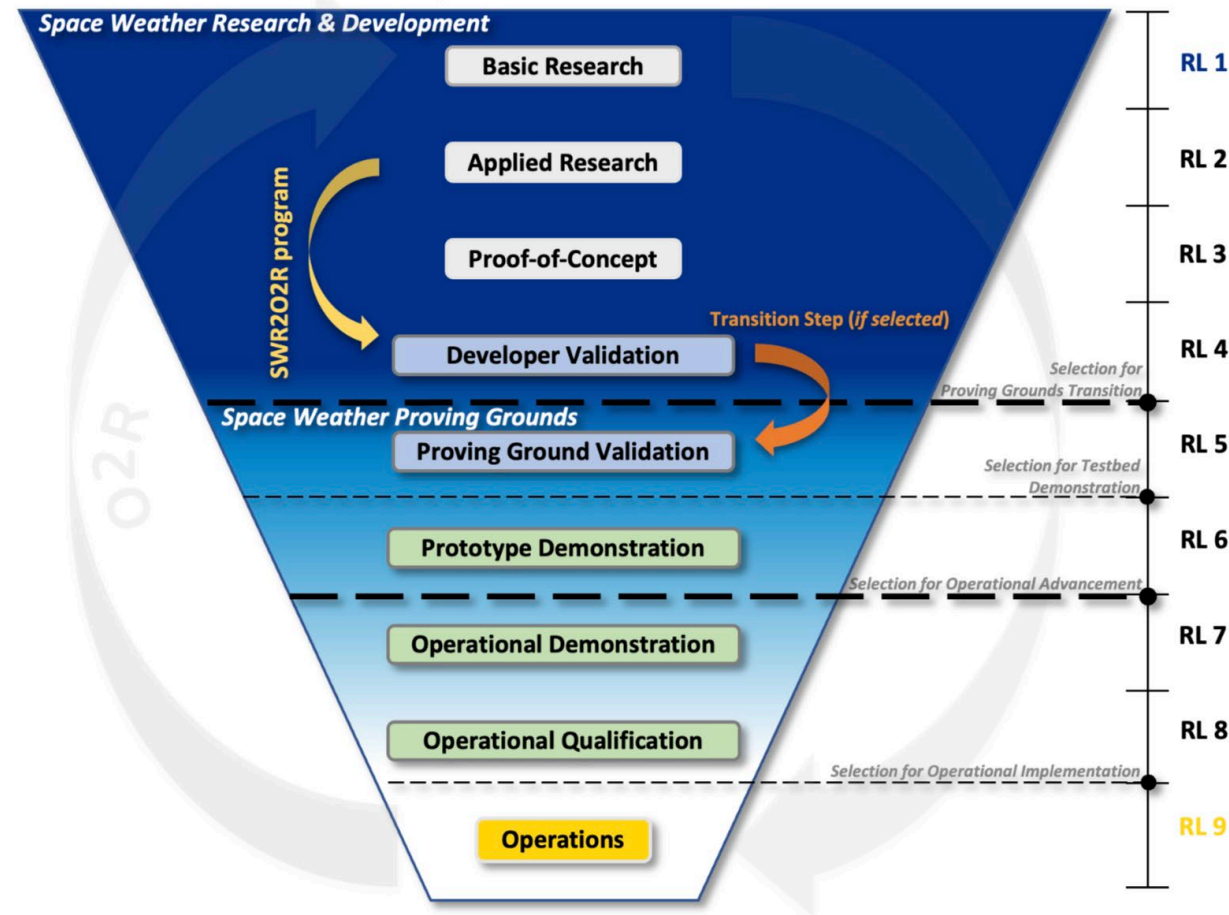 Space Weather Research & Development
Basic Research
RL 1
Applied Research
RL 2
SWR2O2R program
Proof-of-Concept
RL 3
Transition Step (if selected)
Developer Validation
RL 4
Selection for
Proving Grounds Transition
Space Weather Proving Grounds
Proving Ground Validation
RL 5
Selection for Testbed
Demonstration
O2R
Prototype Demonstration
RL 6
Selection for Operational Advancement
Operational Demonstration
RL 7
Operational Qualification
RL 8
Selection for Operational Implementation
Operations
RL 9